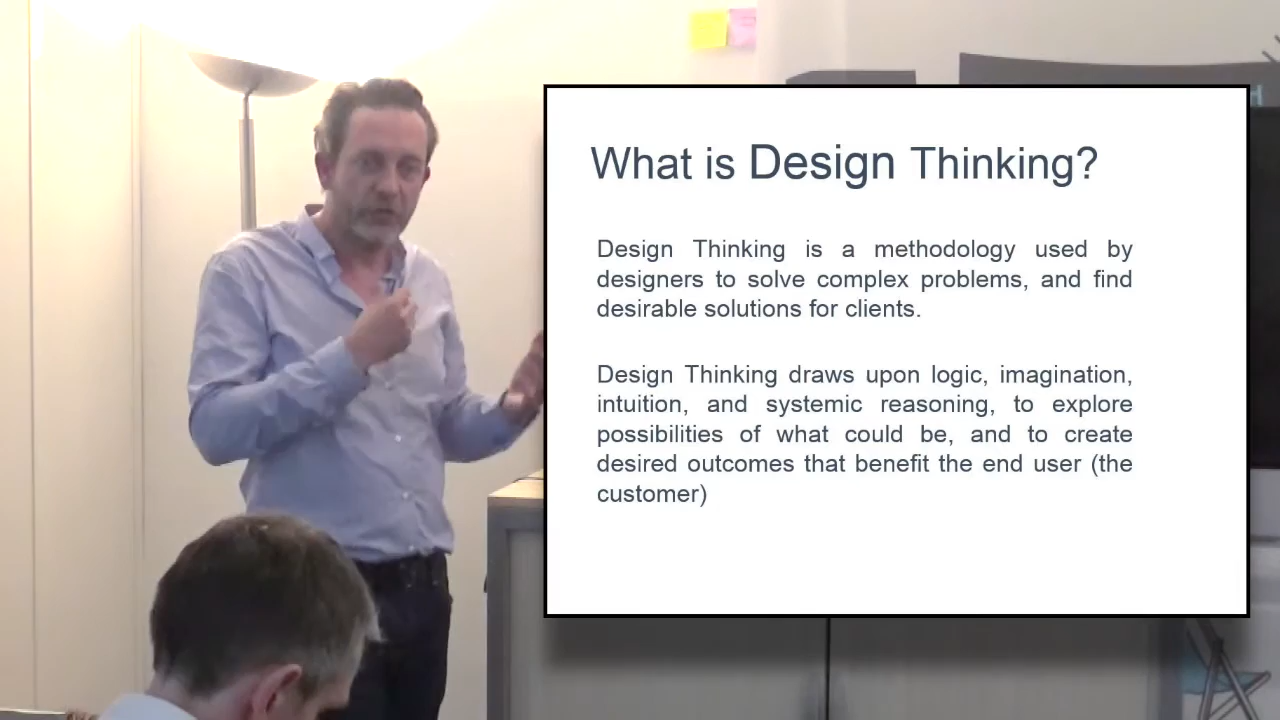 What is Design Thinking?
Design Thinking is a methodology used by
designers to solve complex problems, and find
desirable solutions for clients.
Design Thinking draws upon logic, imagination,
intuition, and systemic reasoning, to explore
possibilities of what could be, and to create
desired outcomes that benefit the end user (the
customer)